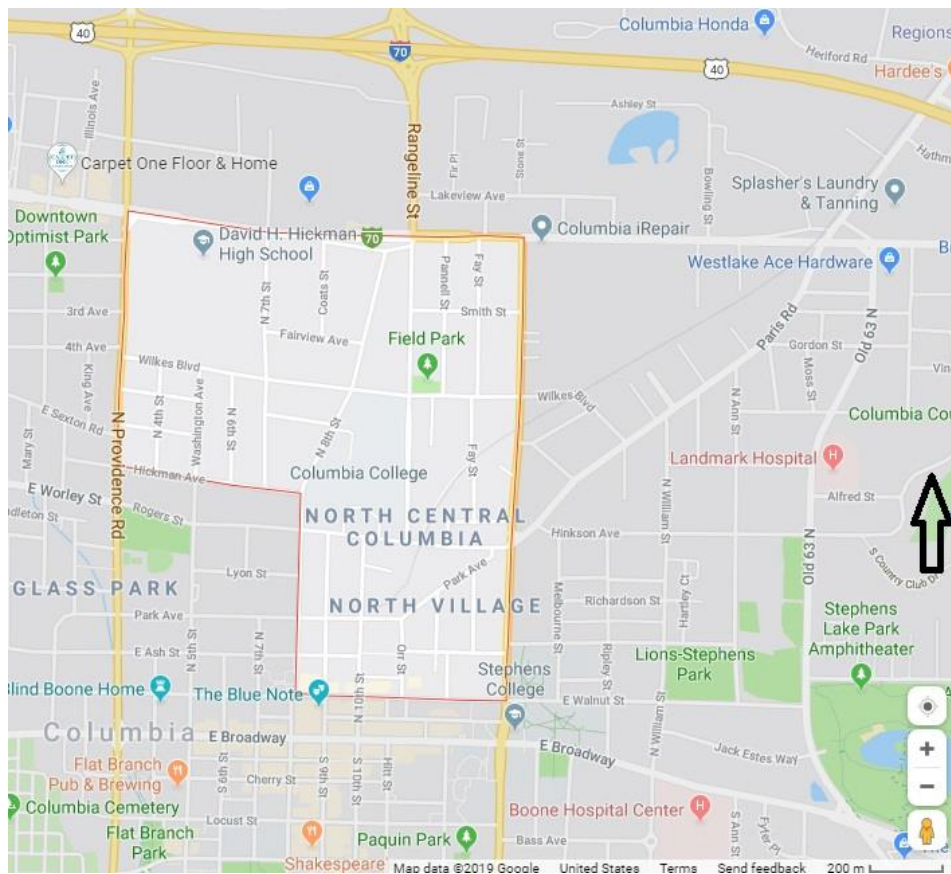 40
70
Columbia Honda
Regions
Heriford Rd
Hardee's
40
Illinois Ave
Ashley St
Rangeline St
Fir Pl
Stone St
Carpet One Floor & Home
Lakeview Ave
Bowling St
Splasher's Laundry
& Tanning
Downtown
Optimist Park
David H. Hickman
High School
70
Columbia iRepair
Westlake Ace Hardware
N 7th St
Coats St
Pannell St
Fay St
3rd Ave
Smith St
Paris Rd
Old 63 N
Gordon St
Fairview Ave
Field Park
4th Ave
King Ave
Wilkes Blvd
Moss St
Wilkes Blvd
N Ann St
N 4th St
Washington Ave
N 6th St
N 8th St
E Sexton Rd
Mary St
N Providence Rd
Fay St
Columbia College
Landmark Hospital
Hickman Ave
E Worley St
Rogers St
N William St
Alfred St
NORTH CENTRAL
COLUMBIA
Hinkson Ave
Old 63 N
S Country Club Dr
Lyon St
Park Ave
GLASS PARK
NORTH VILLAGE
Melbourne St
Richardson St
Hartley Ct
Park Ave
Stephens
Lake Park
Amphitheater
N 5th St
N 7th St
E Ash St
Orr St
Ripley St
Lions-Stephens
Park
Stephens
College
Blind Boone Home
The Blue Note
N 10th St
E Walnut St
N William St
Columbia
E Broadway
E Broadway
Jack Estes Way
Flat Branch
Pub & Brewing
S 6th St
Cherry St
S 9th St
S 10th St
Hitt St
Columbia Cemetery
Locust St
Boone Hospital Center
S Ann St
Fyfer Pl
Flat Branch
Park
Shakespeare'
Paquin Park
Bass Ave
Map data ©2019 Google United States Terms Send feedback 200 m